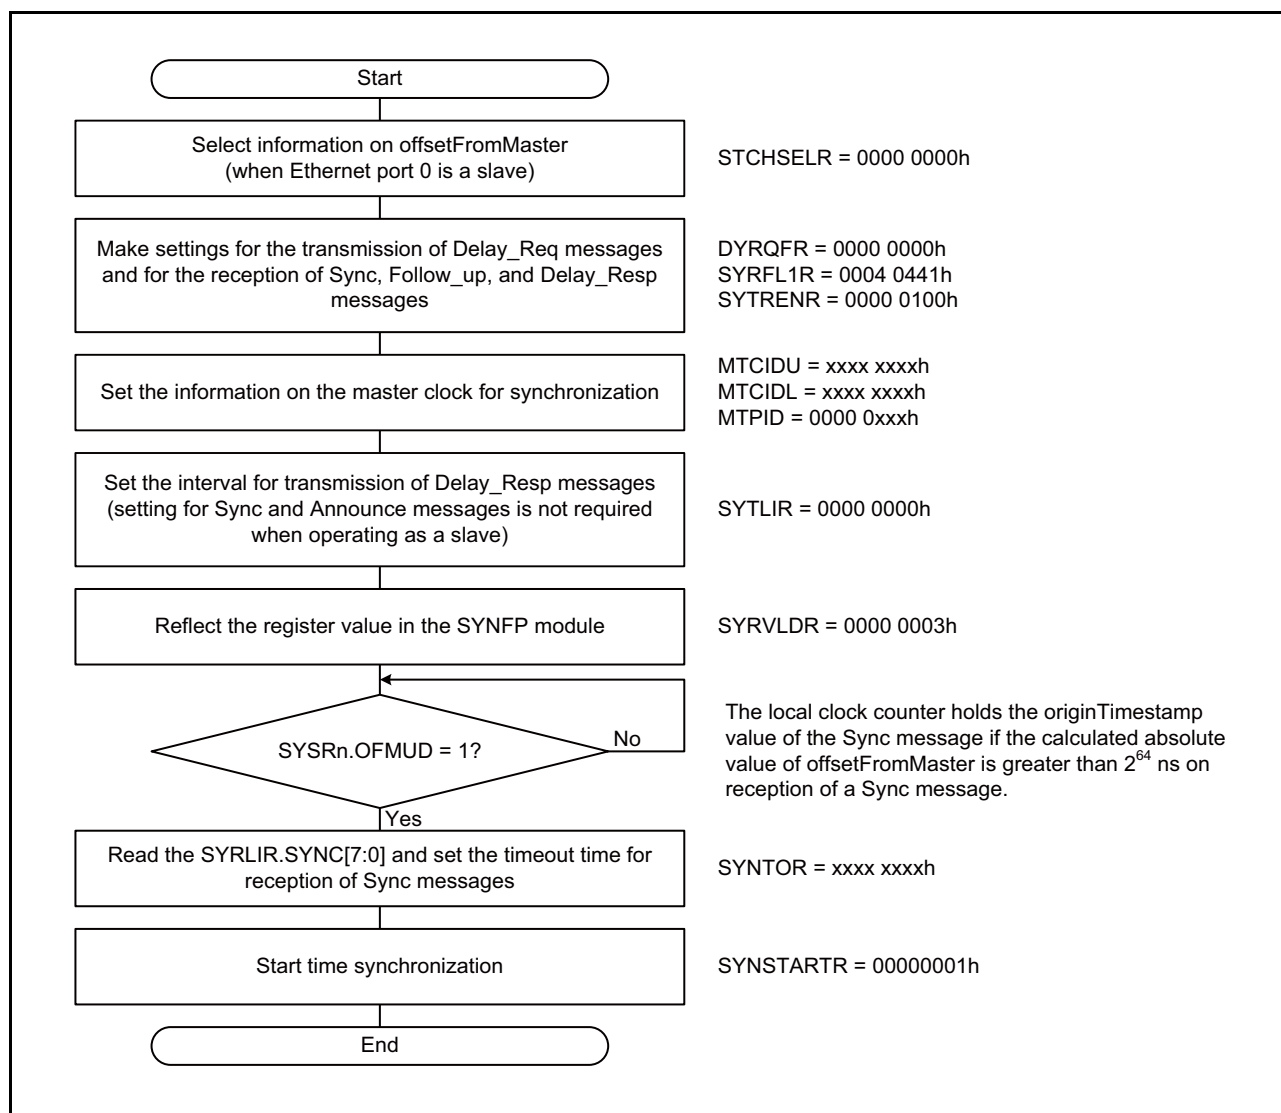 Start
Select information on offsetFromMaster
(when Ethernet port 0 is a slave)
STCHSELR = 0000 0000h
Make settings for the transmission of Delay_Req messages
and for the reception of Sync, Follow_up, and Delay_Resp
messages
DYRQFR = 0000 0000h
SYRFL1R = 0004 0441h
SYTRENR = 0000 0100h
Set the information on the master clock for synchronization
MTCIDU = xxxx xxxxh
MTCIDL = xxxx xxxxh
MTPID = 0000 0xxxh
Set the interval for transmission of Delay_Resp messages
(setting for Sync and Announce messages is not required
when operating as a slave)
SYTLIR = 0000 0000h
Reflect the register value in the SYNFP module
SYRVLDR = 0000 0003h
SYSRn.OFMUD = 1?
No
Yes
The local clock counter holds the originTimestamp
value of the Sync message if the calculated absolute
value of offsetFromMaster is greater than 2^64 ns on
reception of a Sync message.
Read the SYRLIR.SYNC[7:0] and set the timeout time for
reception of Sync messages
SYNTOR = xxxx xxxxh
Start time synchronization
SYNSTARTR = 00000001h
End